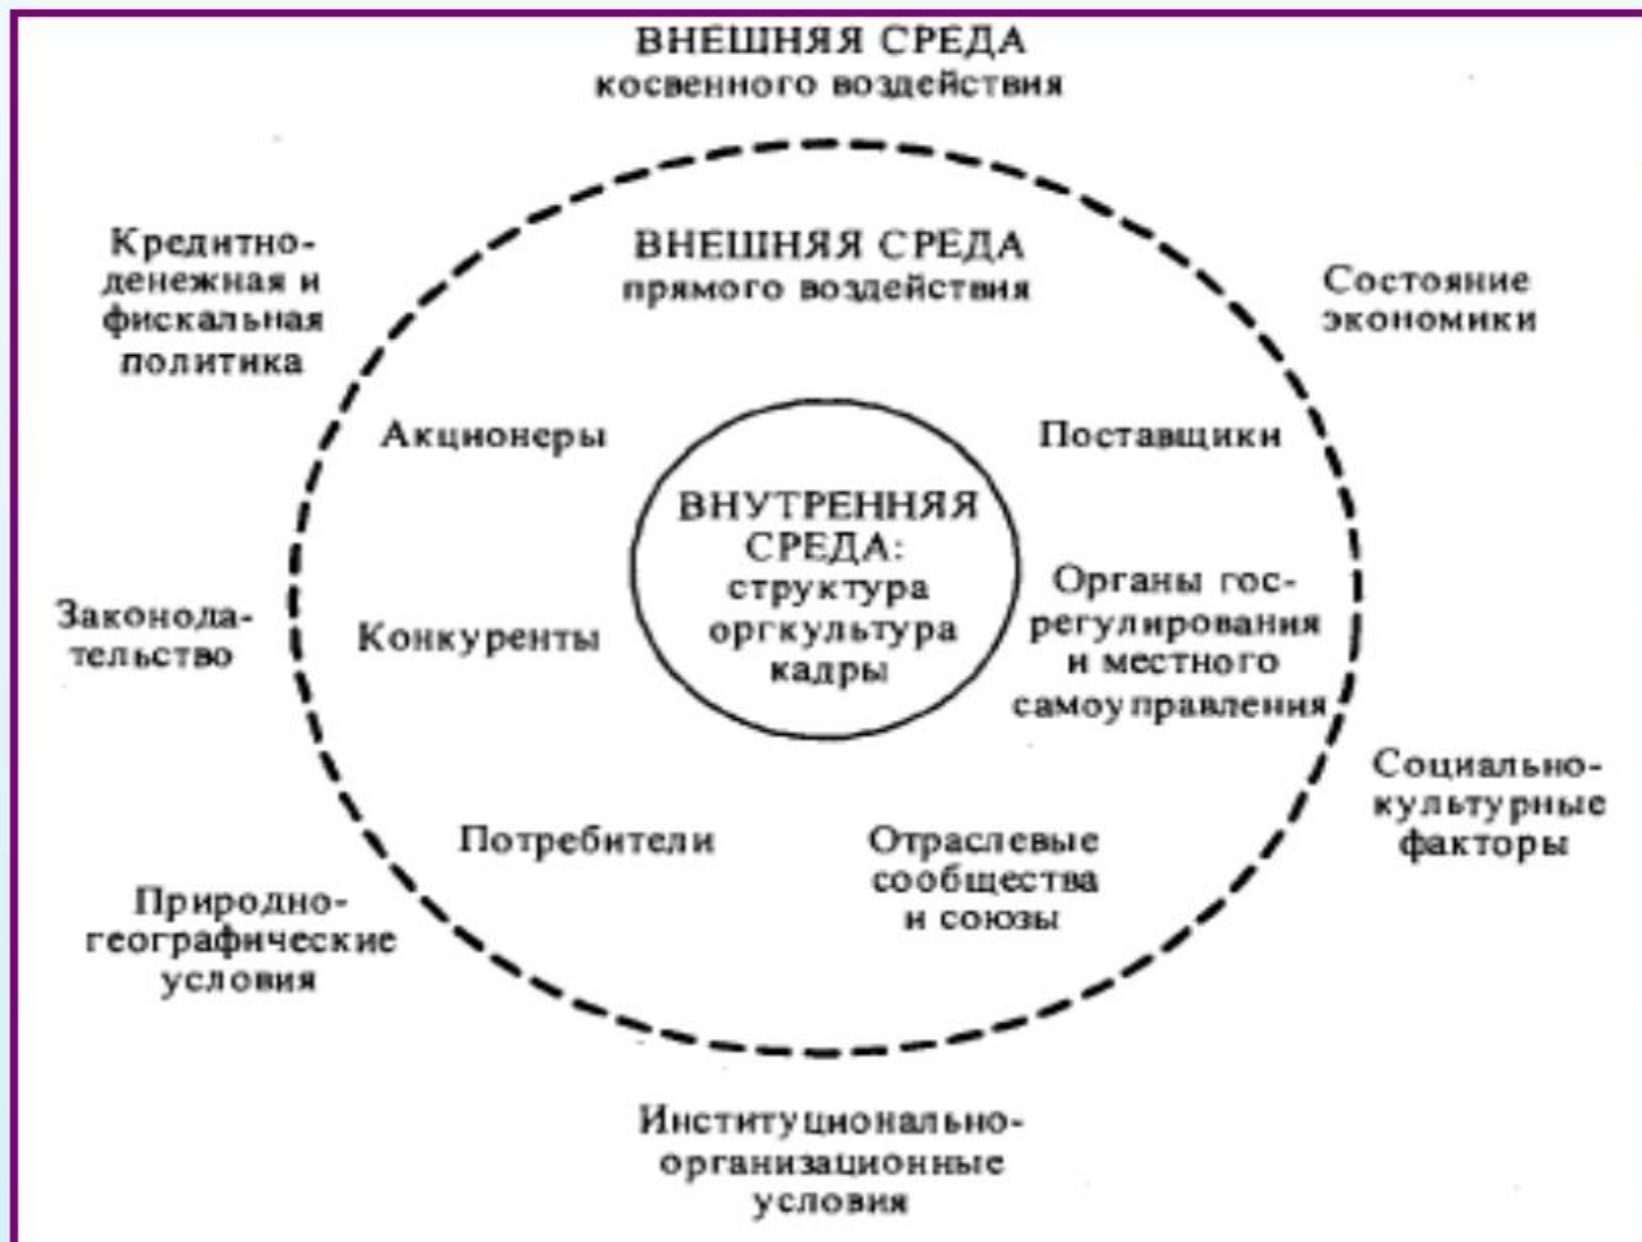 ВНЕШНЯЯ СРЕДА
косвенного воздействия
ВНЕШНЯЯ СРЕДА
прямого воздействия
Кредитно-
денежная и
фискальная
политика
Состояние
экономики
Акционеры
Поставщики
ВНУТРЕННЯЯ
СРЕДА:
структура
оргкультура
кадры
Законода-
тельство
Конкуренты
Органы гос-
регулирования
и местного
самоуправления
Социально-
культурные
факторы
Потребители
Отраслевые
сообщества
и союзы
Природно-
географические
условия
Институционально-
организационные
условия